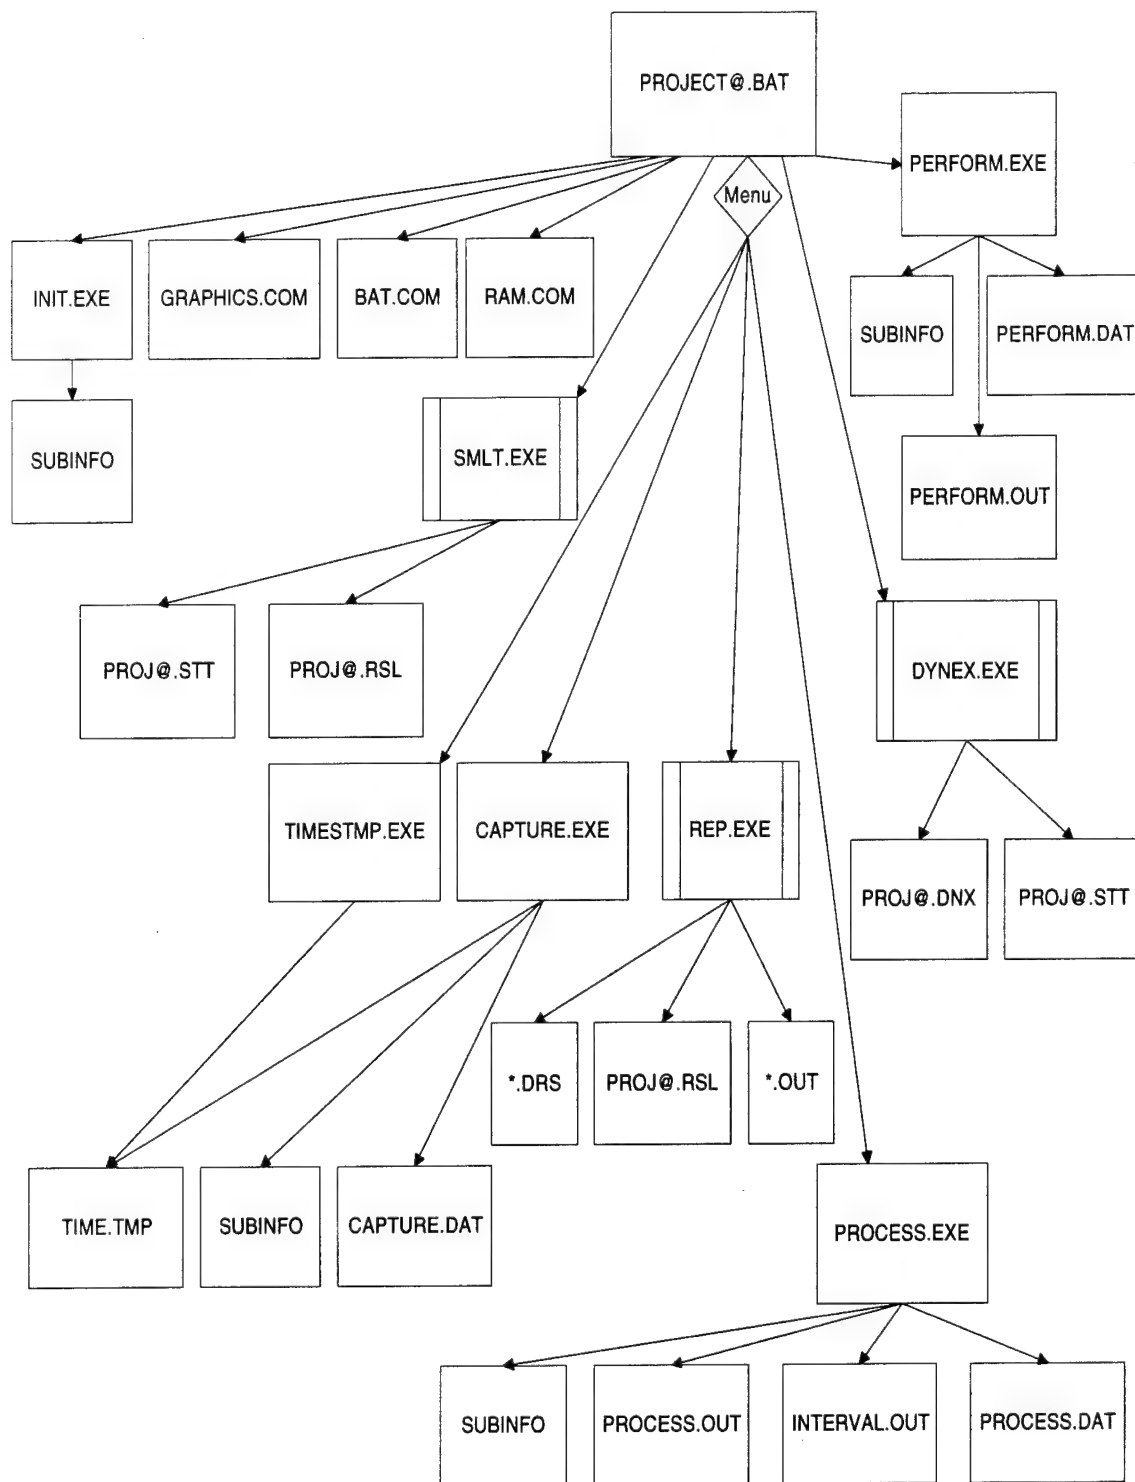 PROJECT@.BAT
PERFORM.EXE
Menu
INIT.EXE
GRAPHICS.COM
BAT.COM
RAM.COM
SUBINFO
PERFORM.DAT
SUBINFO
SMLT.EXE
PERFORM.OUT
PROJ@.STT
PROJ@.RSL
DYNEX.EXE
TIMESTMP.EXE
CAPTURE.EXE
REP.EXE
PROJ@.DNX
PROJ@.STT
*.DRS
PROJ@.RSL
*.OUT
TIME.TMP
SUBINFO
CAPTURE.DAT
PROCESS.EXE
SUBINFO
PROCESS.OUT
INTERVAL.OUT
PROCESS.DAT